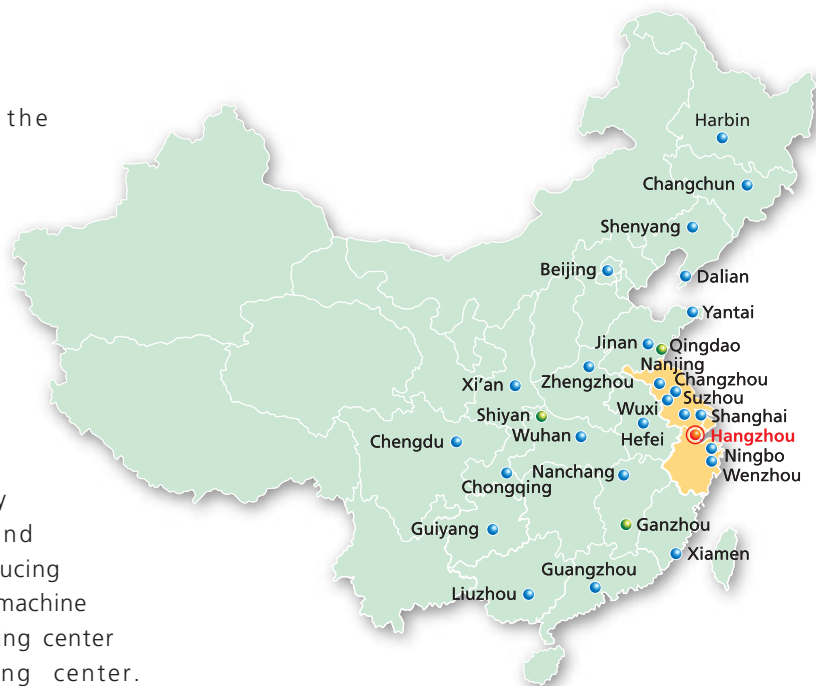 the
Harbin
Changchun
Shenyang
Beijing
Dalian
Yantai
Jinan
Qingdao
Nanjing
Zhengzhou
Changzhou
Xi'an
Suzhou
Wuxi
Shiyan
Shanghai
Wuhan
Hefei
Hangzhou
Chengdu
Ningbo
Nanchang
Wenzhou
Chongqing
Guiyang
Ganzhou
Xiamen
Guangzhou
Liuzhou
y
nd
ucing
machine
ng center
ng center.